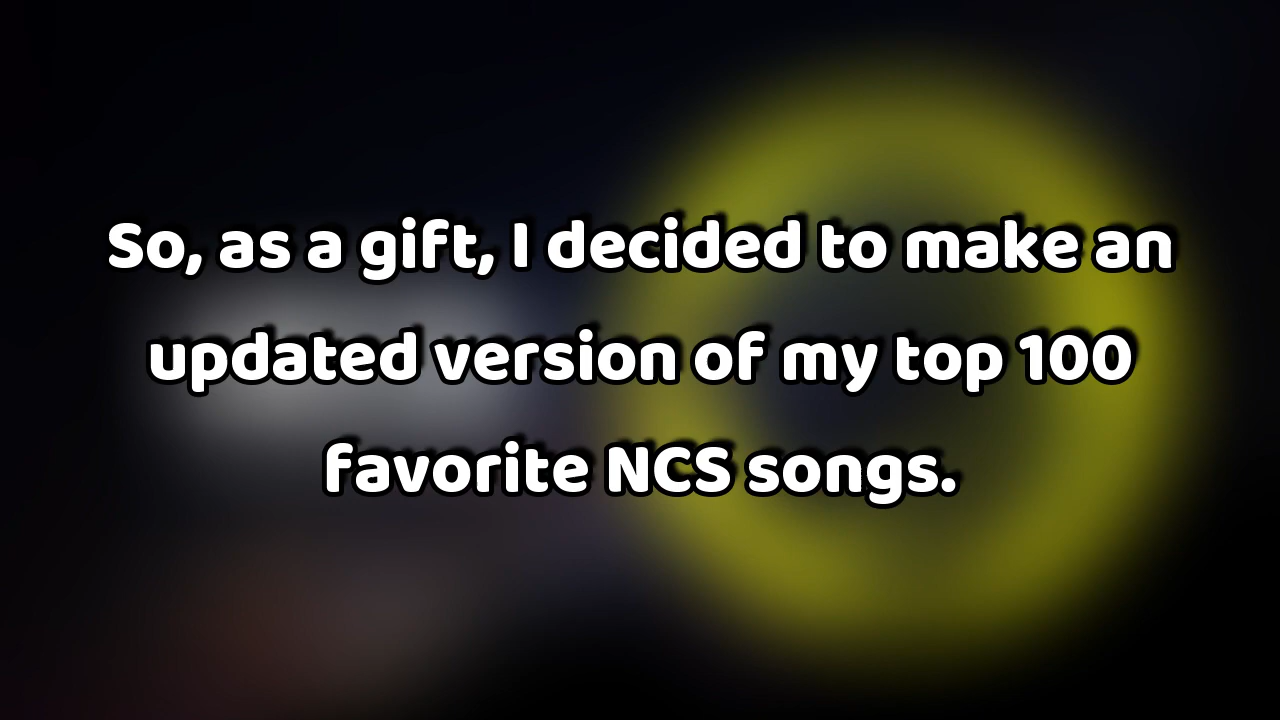 So, as a gift, I decided to make an
updated version of my top 100
favorite NCS songs.